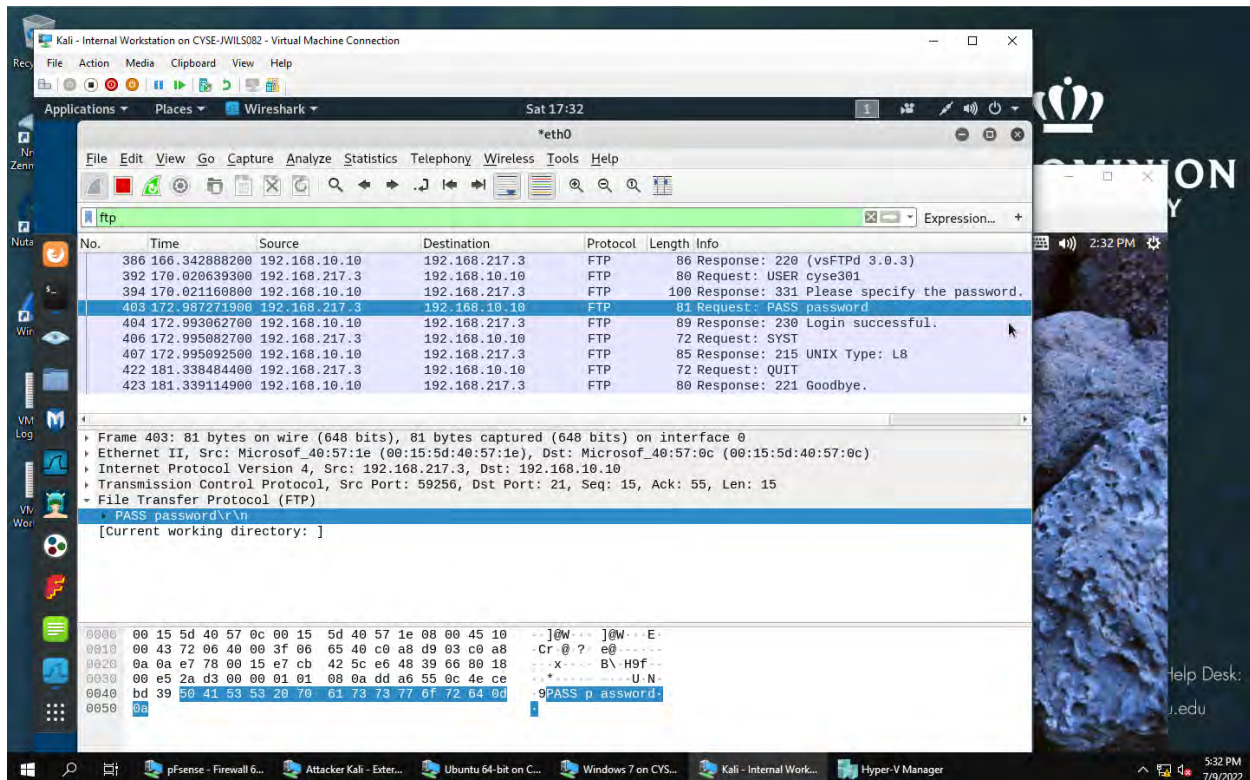 Kali - Internal Workstation on CYSE-JWILS082 - Virtual Machine Connection
Recy
File Action Media Clipboard View Help
Applications Places Wireshark Sat 17:32 1
*eth0
File Edit View Go Capture Analyze Statistics Telephony Wireless Tools Help
ftp Expression... +
No. Time Source Destination Protocol Length Info
386 166.342888200 192.168.10.10 192.168.217.3 FTP 86 Response: 220 (vsFTPd 3.0.3)
392 170.020639300 192.168.217.3 192.168.10.10 FTP 80 Request: USER cyse301
394 170.021160800 192.168.10.10 192.168.217.3 FTP 100 Response: 331 Please specify the password.
403 172.987271900 192.168.217.3 192.168.10.10 FTP 81 Request: PASS password
404 172.993062700 192.168.10.10 192.168.217.3 FTP 89 Response: 230 Login successful.
406 172.995082700 192.168.217.3 192.168.10.10 FTP 72 Request: SYST
407 172.995092500 192.168.10.10 192.168.217.3 FTP 85 Response: 215 UNIX Type: L8
422 181.338484400 192.168.217.3 192.168.10.10 FTP 72 Request: QUIT
423 181.339114900 192.168.10.10 192.168.217.3 FTP 80 Response: 221 Goodbye.
Frame 403: 81 bytes on wire (648 bits), 81 bytes captured (648 bits) on interface 0
Ethernet II, Src: Microsof_40:57:1e (00:15:5d:40:57:1e), Dst: Microsof_40:57:0c (00:15:5d:40:57:0c)
Internet Protocol Version 4, Src: 192.168.217.3, Dst: 192.168.10.10
Transmission Control Protocol, Src Port: 59256, Dst Port: 21, Seq: 15, Ack: 55, Len: 15
File Transfer Protocol (FTP)
PASS password\r\n
[Current working directory: ]
0000 00 15 5d 40 57 0c 00 15 5d 40 57 1e 08 00 45 10 ··]@W··· ]@W···E·
0010 00 43 72 06 40 00 3f 06 65 40 c0 a8 d9 03 c0 a8 ·Cr·@·?· e@······
0020 0a 0a e7 78 00 15 e7 cb 42 5c e6 48 39 66 80 18 ···x···· B\·H9f··
0030 00 e5 2a d3 00 00 01 01 08 0a dd a6 55 0c 4e ce ··*····· ····U·N·
0040 bd 39 50 41 53 53 20 70 61 73 73 77 6f 72 64 0d ·9PASS p assword·
0050 0a ·
ON
Y
2:32 PM
Help Desk:
u.edu
pFsense - Firewall 6... Attacker Kali - Exter... Ubuntu 64-bit on C... Windows 7 on CYS... Kali - Internal Work... Hyper-V Manager
5:32 PM
7/9/2022